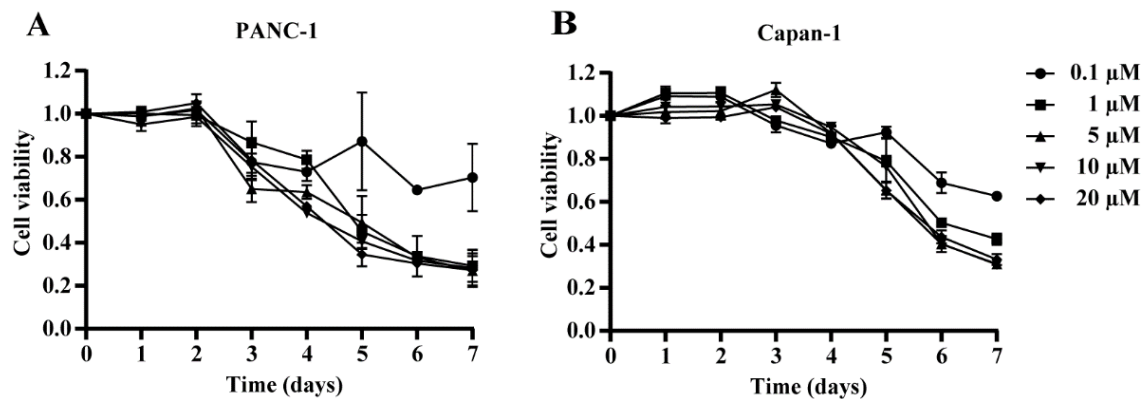 A
PANC-1
Cell viability
1.2
1.0
0.8
0.6
0.4
0.2
0.0
0 1 2 3 4 5 6 7
Time (days)
B
Capan-1
Cell viability
1.2
1.0
0.8
0.6
0.4
0.2
0.0
0 1 2 3 4 5 6 7
Time (days)
0.1 µM
1 µM
5 µM
10 µM
20 µM